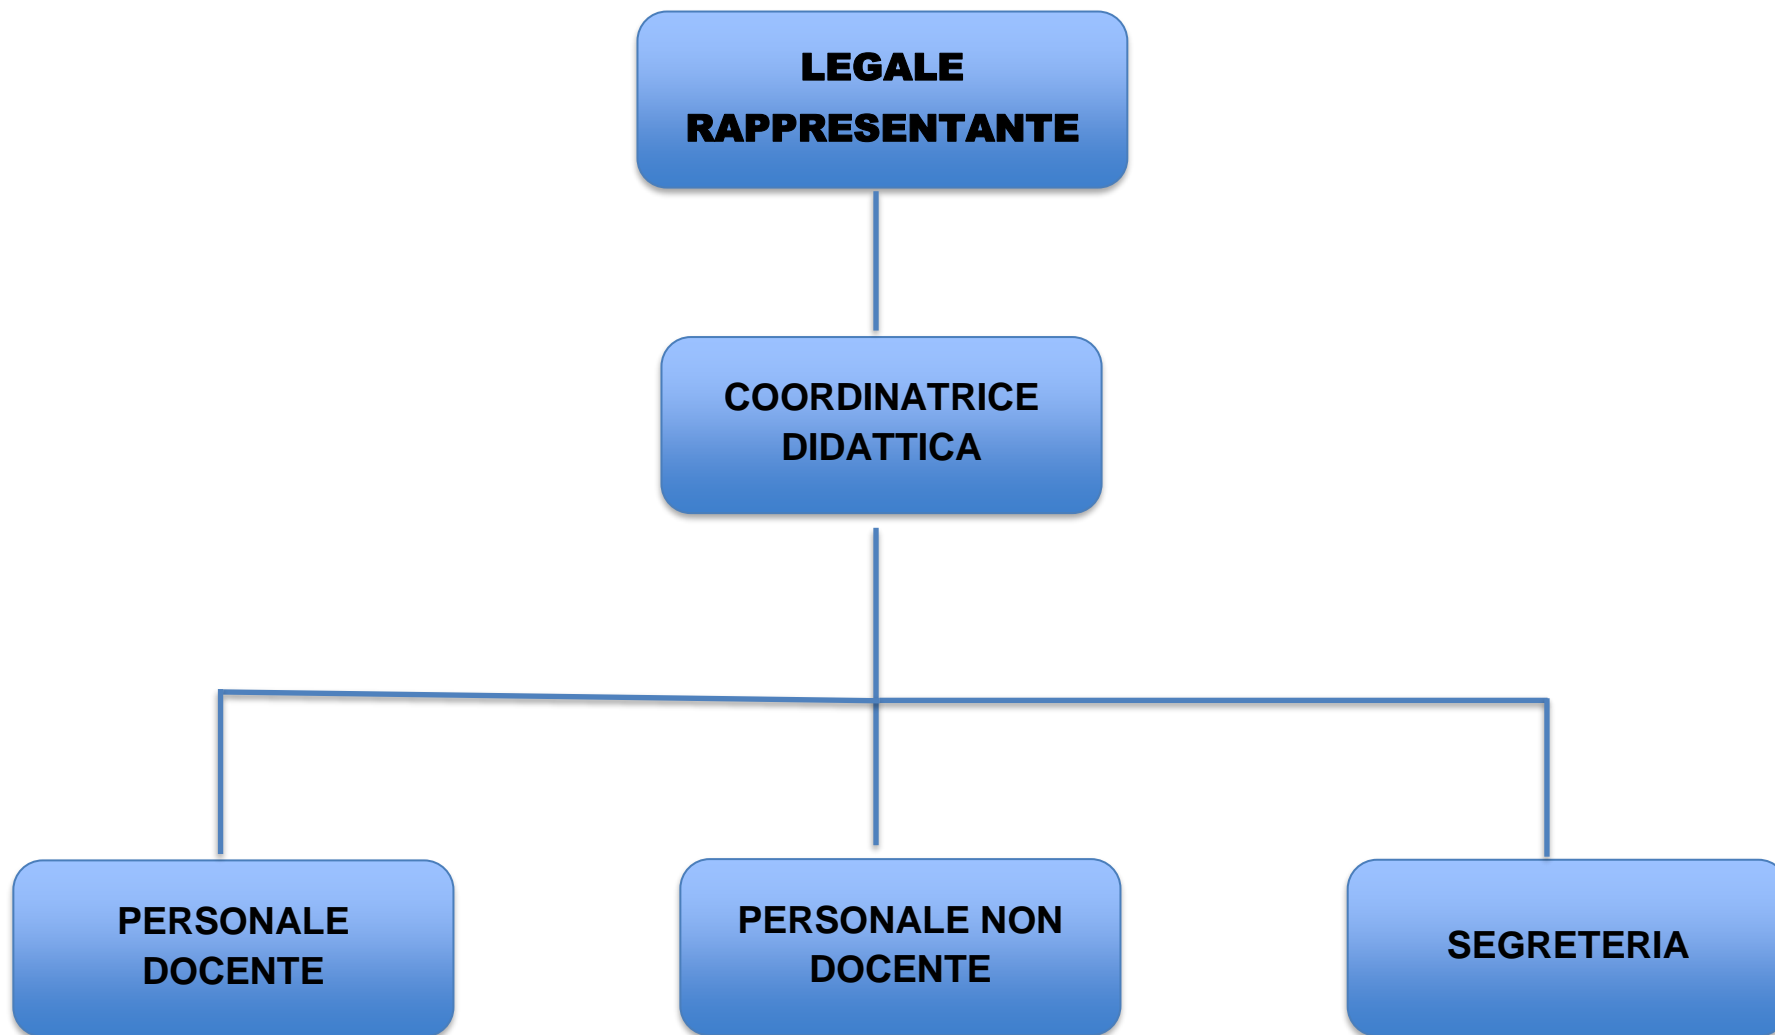 LEGALE
RAPPRESENTANTE
COORDINATRICE
DIDATTICA
PERSONALE
DOCENTE
PERSONALE NON
DOCENTE
SEGRETERIA